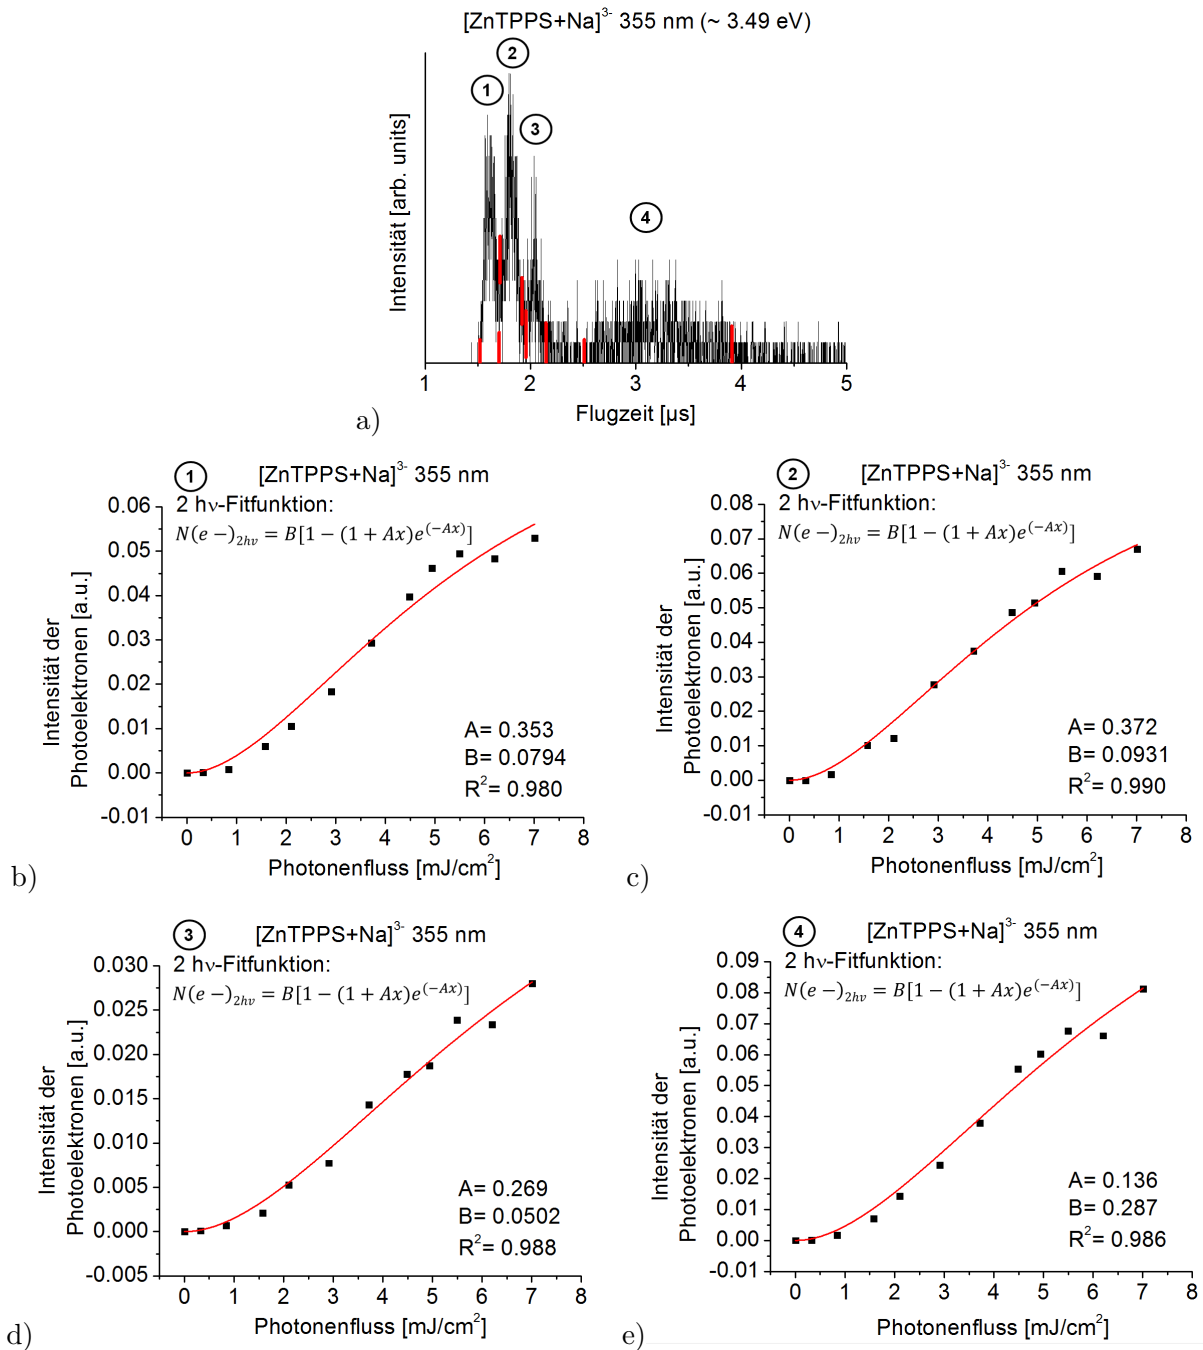 [ZnTPPS+Na]³⁻ 355 nm (~ 3.49 eV)
2
1
3
4
Intensität [arb. units]
1 2 3 4 5
Flugzeit [µs]
a)
1 [ZnTPPS+Na]³⁻ 355 nm
2 hν-Fitfunktion:
N(e −)₂ₕᵥ = B[1 − (1 + Ax)e^(−Ax)]
0.06
0.05
0.04
0.03
0.02
0.01
0.00
-0.01
Intensität der
Photoelektronen [a.u.]
A= 0.353
B= 0.0794
R²= 0.980
0 1 2 3 4 5 6 7 8
Photonenfluss [mJ/cm²]
b)
2 [ZnTPPS+Na]³⁻ 355 nm
2 hν-Fitfunktion:
N(e −)₂ₕᵥ = B[1 − (1 + Ax)e^(−Ax)]
0.08
0.07
0.06
0.05
0.04
0.03
0.02
0.01
0.00
-0.01
Intensität der
Photoelektronen [a.u.]
A= 0.372
B= 0.0931
R²= 0.990
0 1 2 3 4 5 6 7 8
Photonenfluss [mJ/cm²]
c)
3 [ZnTPPS+Na]³⁻ 355 nm
2 hν-Fitfunktion:
N(e −)₂ₕᵥ = B[1 − (1 + Ax)e^(−Ax)]
0.030
0.025
0.020
0.015
0.010
0.005
0.000
-0.005
Intensität der
Photoelektronen [a.u.]
A= 0.269
B= 0.0502
R²= 0.988
0 1 2 3 4 5 6 7 8
Photonenfluss [mJ/cm²]
d)
4 [ZnTPPS+Na]³⁻ 355 nm
2 hν-Fitfunktion:
N(e −)₂ₕᵥ = B[1 − (1 + Ax)e^(−Ax)]
0.09
0.08
0.07
0.06
0.05
0.04
0.03
0.02
0.01
0.00
-0.01
Intensität der
Photoelektronen [a.u.]
A= 0.136
B= 0.287
R²= 0.986
0 1 2 3 4 5 6 7 8
Photonenfluss [mJ/cm²]
e)